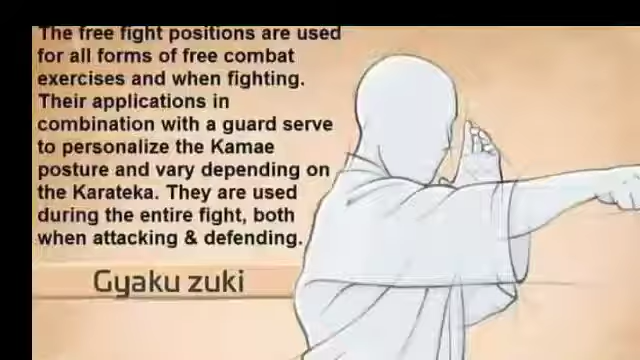 The free fight positions are used
for all forms of free combat
exercises and when fighting.
Their applications in
combination with a guard serve
to personalize the Kamae
posture and vary depending on
the Karateka. They are used
during the entire fight, both
when attacking & defending.
Gyaku zuki